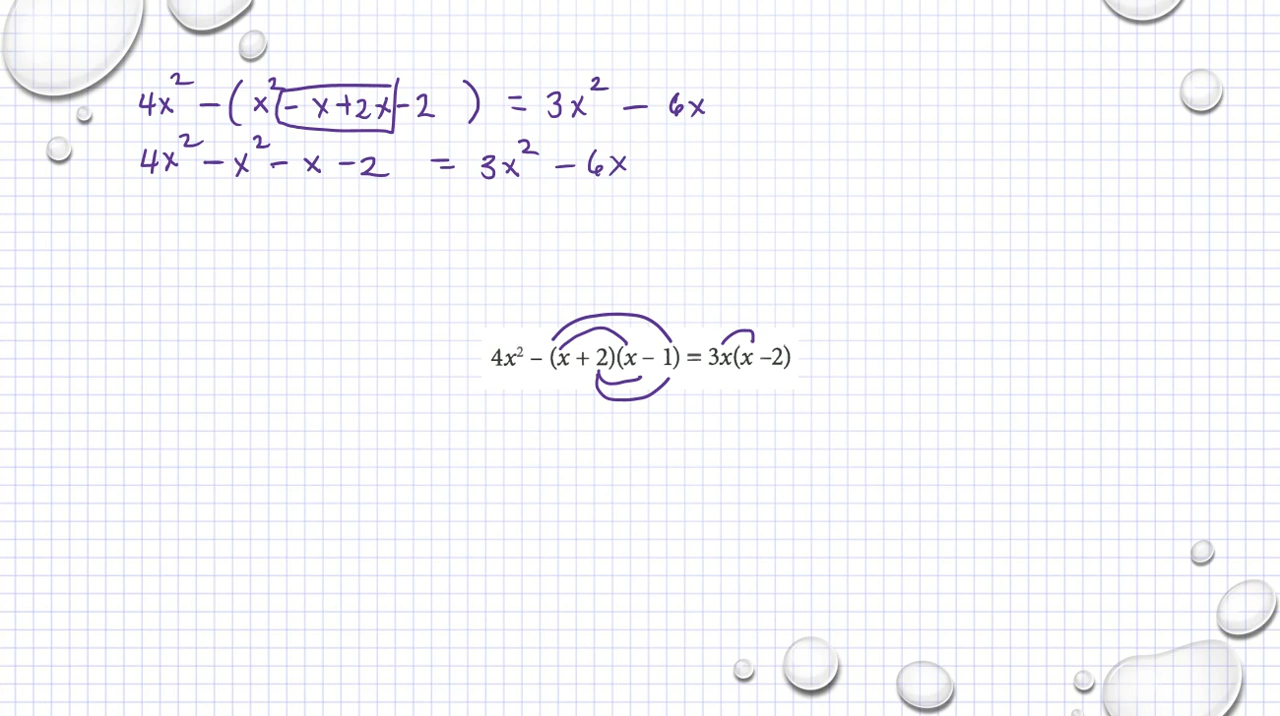 4x² − (x² − x + 2x − 2) = 3x² − 6x
4x² − x² − x − 2 = 3x² − 6x
4x² − (x + 2)(x − 1) = 3x(x −2)